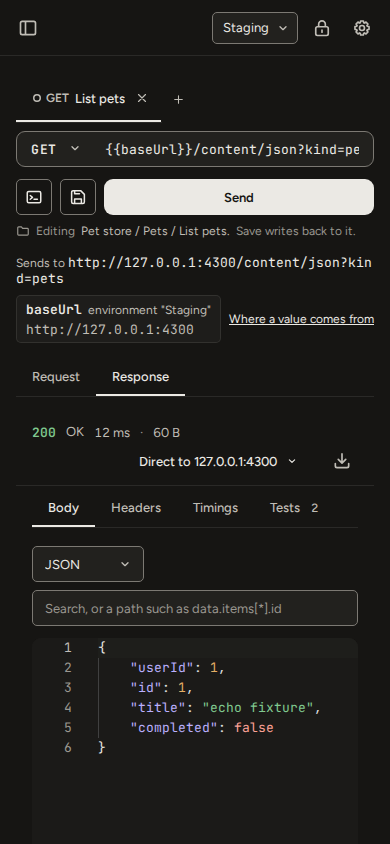 Staging
GET List pets
GET {{baseUrl}}/content/json?kind=pe
Send
Editing Pet store / Pets / List pets. Save writes back to it.
Sends to http://127.0.0.1:4300/content/json?kin
d=pets
baseUrl environment "Staging"
http://127.0.0.1:4300
Where a value comes from
Request Response
200 OK 12 ms · 60 B
Direct to 127.0.0.1:4300
Body Headers Timings Tests 2
JSON
Search, or a path such as data.items[*].id
1 {
2 "userId": 1,
3 "id": 1,
4 "title": "echo fixture",
5 "completed": false
6 }